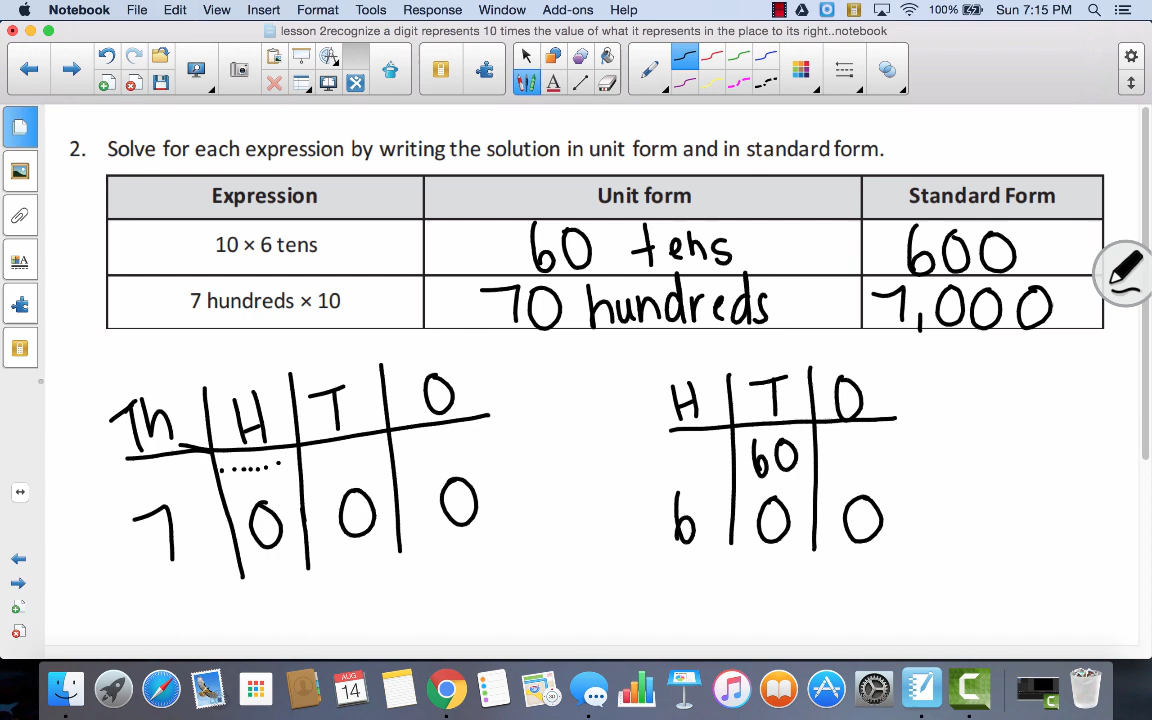 Notebook File Edit View Insert Format Tools Response Window Add-ons Help 100% Sun 7:15 PM
lesson 2recognize a digit represents 10 times the value of what it represents in the place to its right..notebook
A
2. Solve for each expression by writing the solution in unit form and in standard form.
Expression Unit form Standard Form
10 × 6 tens 60 tens 600
7 hundreds × 10 70 hundreds 7,000
Th H T O
7 0 0 0
H T O
60
6 0 0
AUG 14